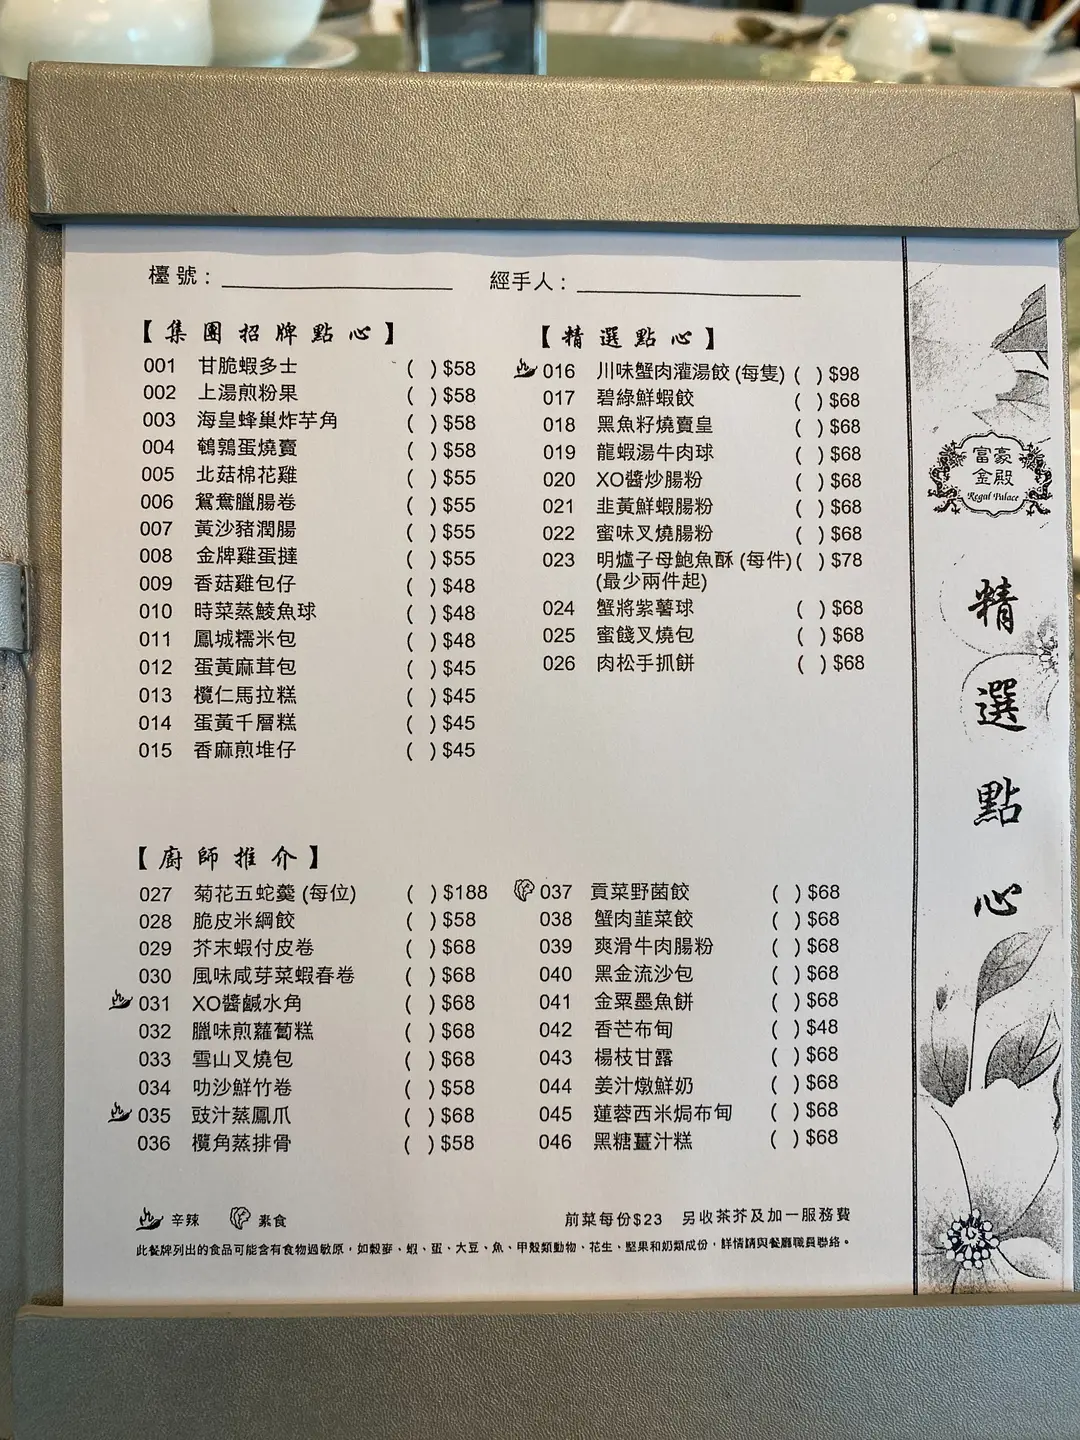 檯號：
經手人：
【集團招牌點心】
001 甘脆蝦多士 ( ) $58
002 上湯煎粉果 ( ) $58
003 海皇蜂巢炸芋角 ( ) $58
004 鵪鶉蛋燒賣 ( ) $58
005 北菇棉花雞 ( ) $55
006 鴛鴦臘腸卷 ( ) $55
007 黃沙豬潤腸 ( ) $55
008 金牌雞蛋撻 ( ) $55
009 香菇雞包仔 ( ) $48
010 時菜蒸鯪魚球 ( ) $48
011 鳳城糯米包 ( ) $48
012 蛋黃麻茸包 ( ) $45
013 欖仁馬拉糕 ( ) $45
014 蛋黃千層糕 ( ) $45
015 香麻煎堆仔 ( ) $45
【精選點心】
016 川味蟹肉灌湯餃 (每隻) ( ) $98
017 碧綠鮮蝦餃 ( ) $68
018 黑魚籽燒賣皇 ( ) $68
019 龍蝦湯牛肉球 ( ) $68
020 XO醬炒腸粉 ( ) $68
021 韭黃鮮蝦腸粉 ( ) $68
022 蜜味叉燒腸粉 ( ) $68
023 明爐子母鮑魚酥 (每件) ( ) $78
(最少兩件起)
024 蟹將紫薯球 ( ) $68
025 蜜餞叉燒包 ( ) $68
026 肉松手抓餅 ( ) $68
【廚師推介】
027 菊花五蛇羹 (每位) ( ) $188
028 脆皮米網餃 ( ) $58
029 芥末蝦付皮卷 ( ) $68
030 風味咸芽菜蝦春卷 ( ) $68
031 XO醬鹹水角 ( ) $68
032 臘味煎蘿蔔糕 ( ) $68
033 雪山叉燒包 ( ) $68
034 叻沙鮮竹卷 ( ) $58
035 豉汁蒸鳳爪 ( ) $68
036 欖角蒸排骨 ( ) $58
037 貢菜野菌餃 ( ) $68
038 蟹肉韮菜餃 ( ) $68
039 爽滑牛肉腸粉 ( ) $68
040 黑金流沙包 ( ) $68
041 金粟墨魚餅 ( ) $68
042 香芒布甸 ( ) $48
043 楊枝甘露 ( ) $68
044 姜汁燉鮮奶 ( ) $68
045 蓮蓉西米焗布甸 ( ) $68
046 黑糖薑汁糕 ( ) $68
辛辣 素食
前菜每份$23 另收茶芥及加一服務費
此餐牌列出的食品可能含有食物過敏原，如穀麥、蝦、蛋、大豆、魚、甲殼類動物、花生、堅果和奶類成份，詳情請與餐廳職員聯絡。
富豪
金殿
Regal Palace
精選點心